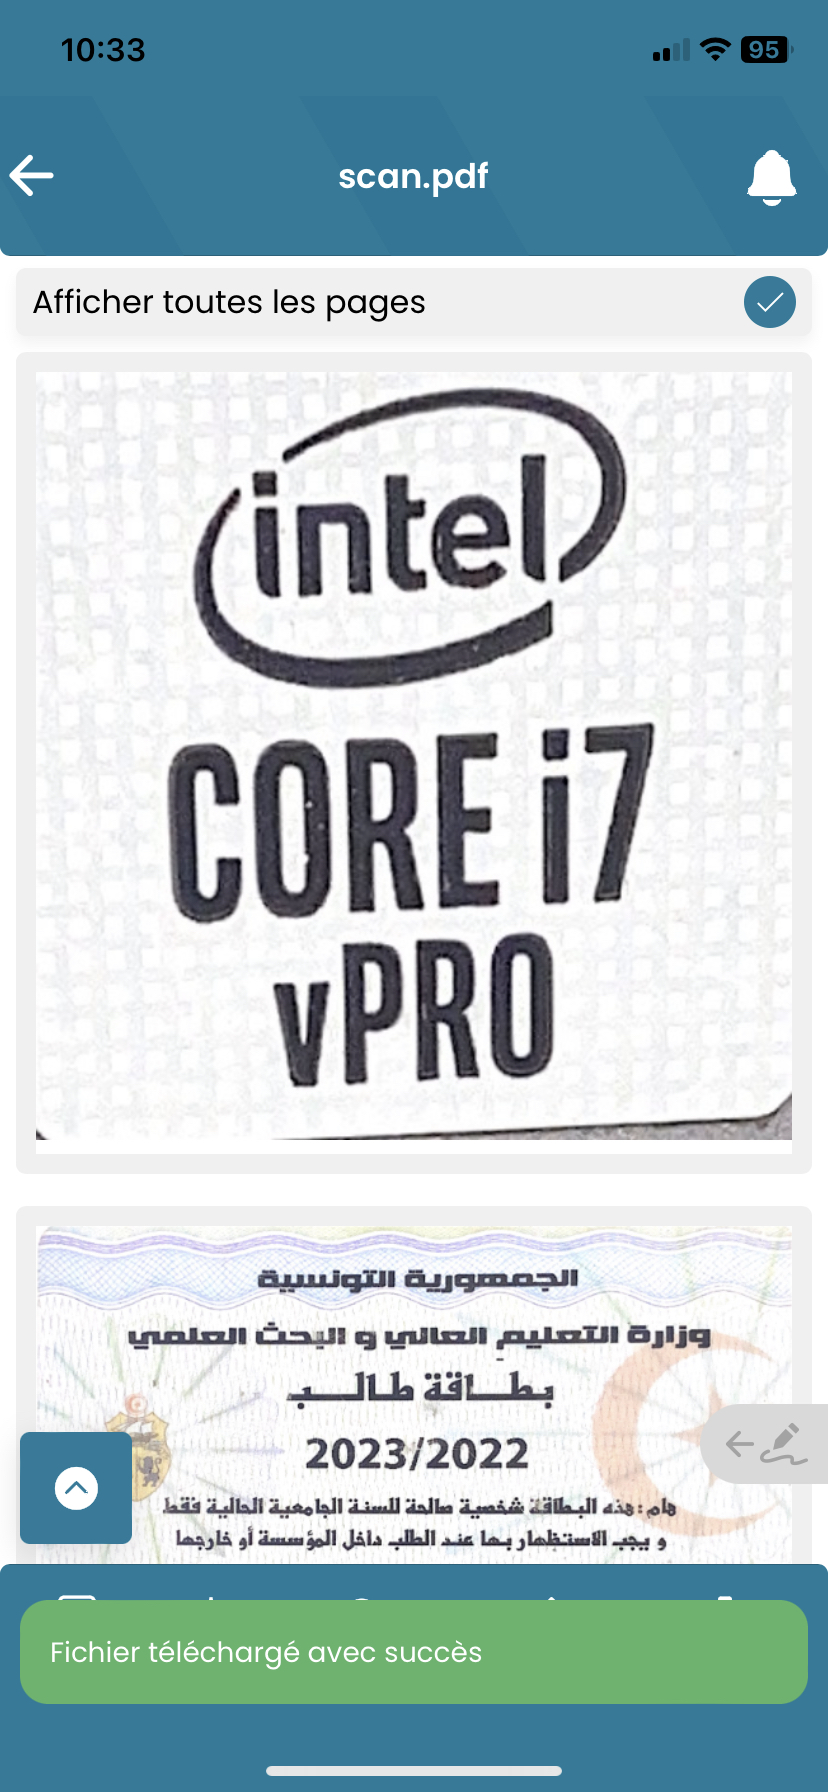 10:33
95
scan.pdf
Afficher toutes les pages
intel
CORE i7
vPRO
الجمهورية التونسية
وزارة التعليم العالي و البحث العلمي
بطاقة طالب
2023/2022
هام : هذه البطاقة شخصية صالحة للسنة الجامعية الحالية فقط
و يجب الاستظهار بها عند الطلب داخل المؤسسة أو خارجها
Fichier téléchargé avec succès